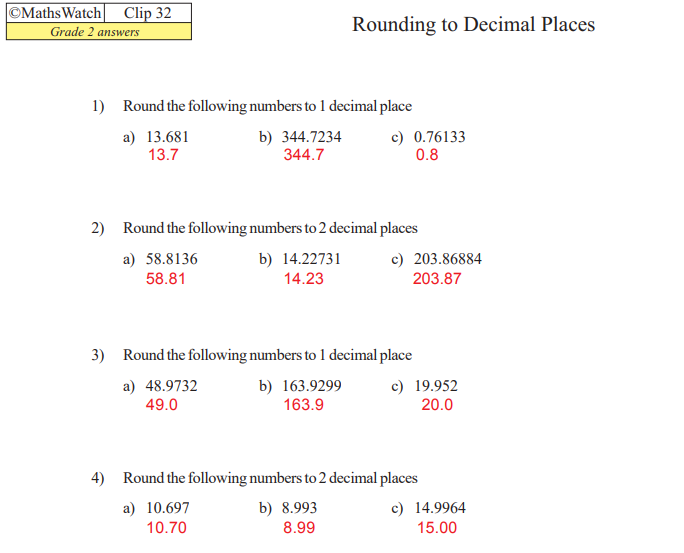 ©MathsWatch Clip 32
Grade 2 answers
Rounding to Decimal Places
1) Round the following numbers to 1 decimal place
a) 13.681 b) 344.7234 c) 0.76133
13.7 344.7 0.8
2) Round the following numbers to 2 decimal places
a) 58.8136 b) 14.22731 c) 203.86884
58.81 14.23 203.87
3) Round the following numbers to 1 decimal place
a) 48.9732 b) 163.9299 c) 19.952
49.0 163.9 20.0
4) Round the following numbers to 2 decimal places
a) 10.697 b) 8.993 c) 14.9964
10.70 8.99 15.00